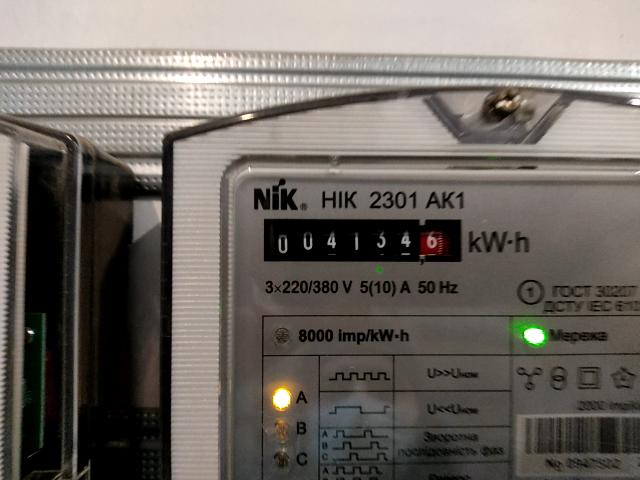 NiK® НІК 2301 АК1
0041346 kW·h
3×220/380 V 5(10) A 50 Hz
1 ГОСТ 30207
ДСТУ IEC
8000 imp/kW·h
Мережа
A
U>>Uном
B
U<<Uном
C
A
B
C
Зворотна
послідовність фаз
A